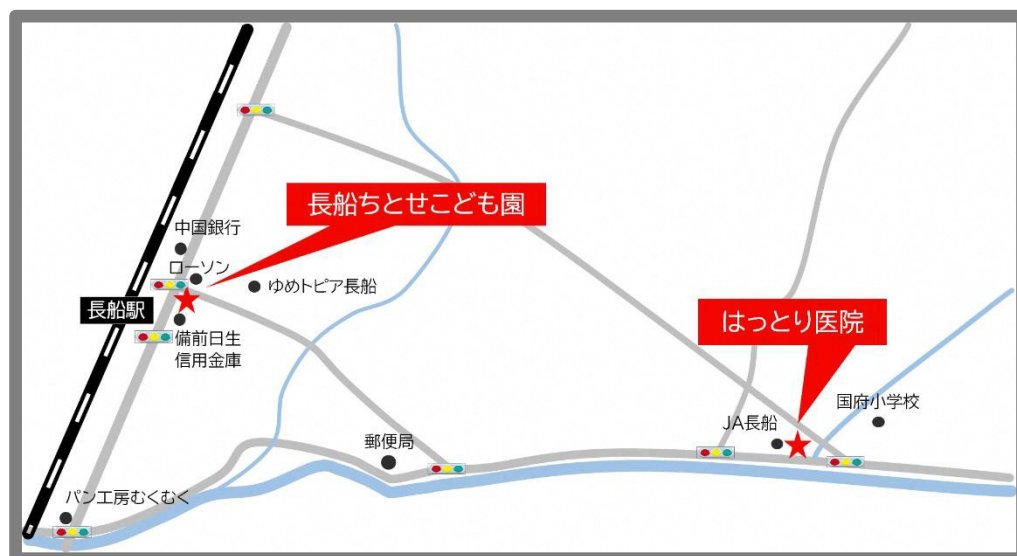 長船ちとせこども園
中国銀行
ローソン
ゆめトピア長船
長船駅
備前日生
信用金庫
はっとり医院
国府小学校
JA長船
郵便局
パン工房むくむく